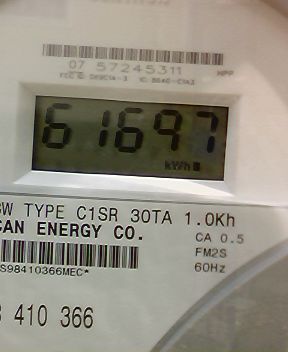 07 57245311 HPP
61697
kWh
W TYPE C1SR 30TA 1.0Kh
CAN ENERGY CO.
CA 0.5
FM2S
60Hz
S98410366MEC*
410 366